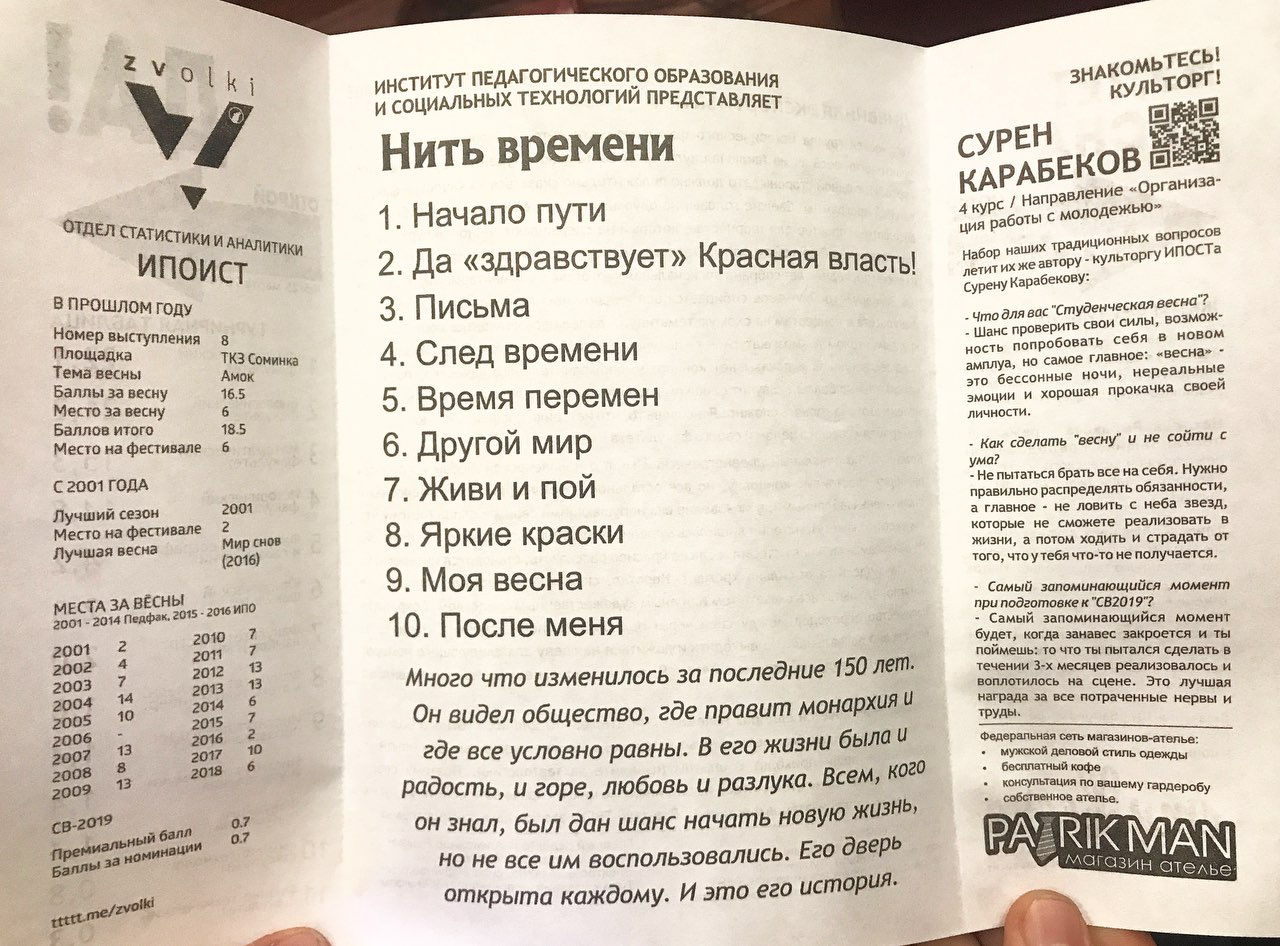 zvolki
ОТДЕЛ СТАТИСТИКИ И АНАЛИТИКИ
ИПОИСТ
В ПРОШЛОМ ГОДУ
Номер выступления 8
Площадка ТКЗ Соминка
Тема весны Амок
Баллы за весну 16.5
Место за весну 6
Баллов итого 18.5
Место на фестивале 6
С 2001 ГОДА
Лучший сезон 2001
Место на фестивале 2
Лучшая весна Мир снов
(2016)
МЕСТА ЗА ВЁСНЫ
2001 - 2014 Педфак, 2015 - 2016 ИПО
2001 2 2010 7
2002 4 2011 7
2003 7 2012 13
2004 14 2013 13
2005 10 2014 6
2006 - 2015 7
2007 13 2016 2
2008 8 2017 10
2009 13 2018 6
СВ-2019
Премиальный балл 0.7
Баллы за номинации 0.7
ttttt.me/zvolki
ИНСТИТУТ ПЕДАГОГИЧЕСКОГО ОБРАЗОВАНИЯ
И СОЦИАЛЬНЫХ ТЕХНОЛОГИЙ ПРЕДСТАВЛЯЕТ
Нить времени
1. Начало пути
2. Да «здравствует» Красная власть!
3. Письма
4. След времени
5. Время перемен
6. Другой мир
7. Живи и пой
8. Яркие краски
9. Моя весна
10. После меня
Много что изменилось за последние 150 лет.
Он видел общество, где правит монархия и
где все условно равны. В его жизни была и
радость, и горе, любовь и разлука. Всем, кого
он знал, был дан шанс начать новую жизнь,
но не все им воспользовались. Его дверь
открыта каждому. И это его история.
ЗНАКОМЬТЕСЬ!
КУЛЬТОРГ!
СУРЕН
КАРАБЕКОВ
4 курс / Направление «Организа-
ция работы с молодежью»
Набор наших традиционных вопросов
летит их же автору - культоргу ИПОСТа
Сурену Карабекову:
- Что для вас "Студенческая весна"?
- Шанс проверить свои силы, возмож-
ность попробовать себя в новом
амплуа, но самое главное: «весна» -
это бессонные ночи, нереальные
эмоции и хорошая прокачка своей
личности.
- Как сделать "весну" и не сойти с
ума?
- Не пытаться брать все на себя. Нужно
правильно распределять обязанности,
а главное - не ловить с неба звезд,
которые не сможете реализовать в
жизни, а потом ходить и страдать от
того, что у тебя что-то не получается.
- Самый запоминающийся момент
при подготовке к "СВ2019"?
- Самый запоминающийся момент
будет, когда занавес закроется и ты
поймешь: то что ты пытался сделать в
течении 3-х месяцев реализовалось и
воплотилось на сцене. Это лучшая
награда за все потраченные нервы и
труды.
Федеральная сеть магазинов-ателье:
• мужской деловой стиль одежды
• бесплатный кофе
• консультация по вашему гардеробу
• собственное ателье.
PATRIKMAN
магазин ателье